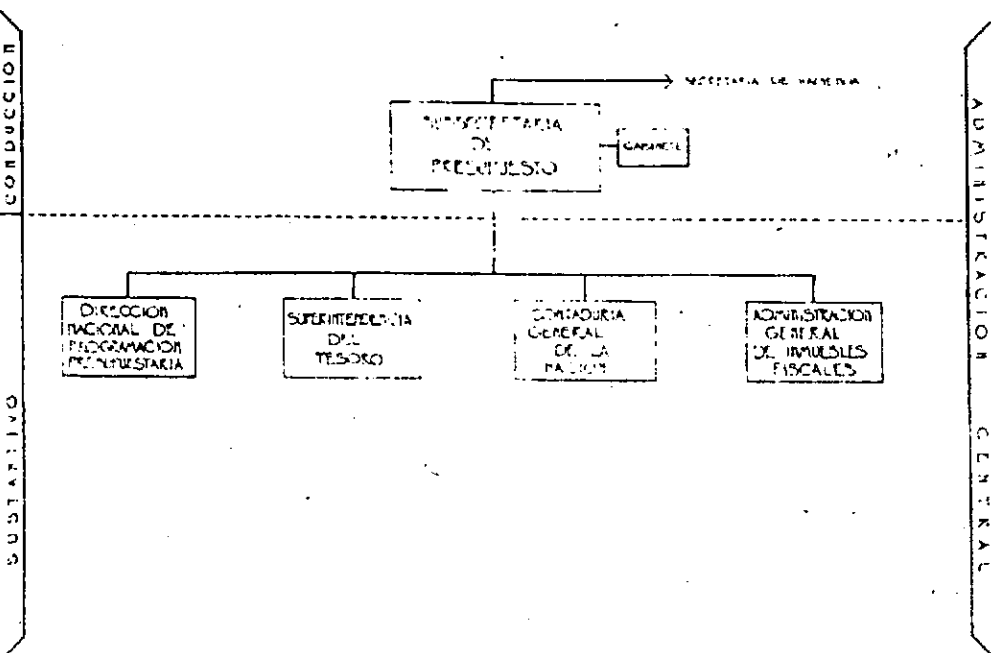 CONDUCCION
SECRETARIA DE HACIENDA
SUBSECRETARIA
DE
PRESUPUESTO
GABINETE
ADMINISTRACION CENTRAL
DIRECCION
NACIONAL DE
PROGRAMACION
PRESUPUESTARIA
SUPERINTENDENCIA
DEL
TESORO
CONTADURIA
GENERAL
DE LA
NACION
ADMINISTRACION
GENERAL
DE INMUEBLES
FISCALES
SUSTANTIVO